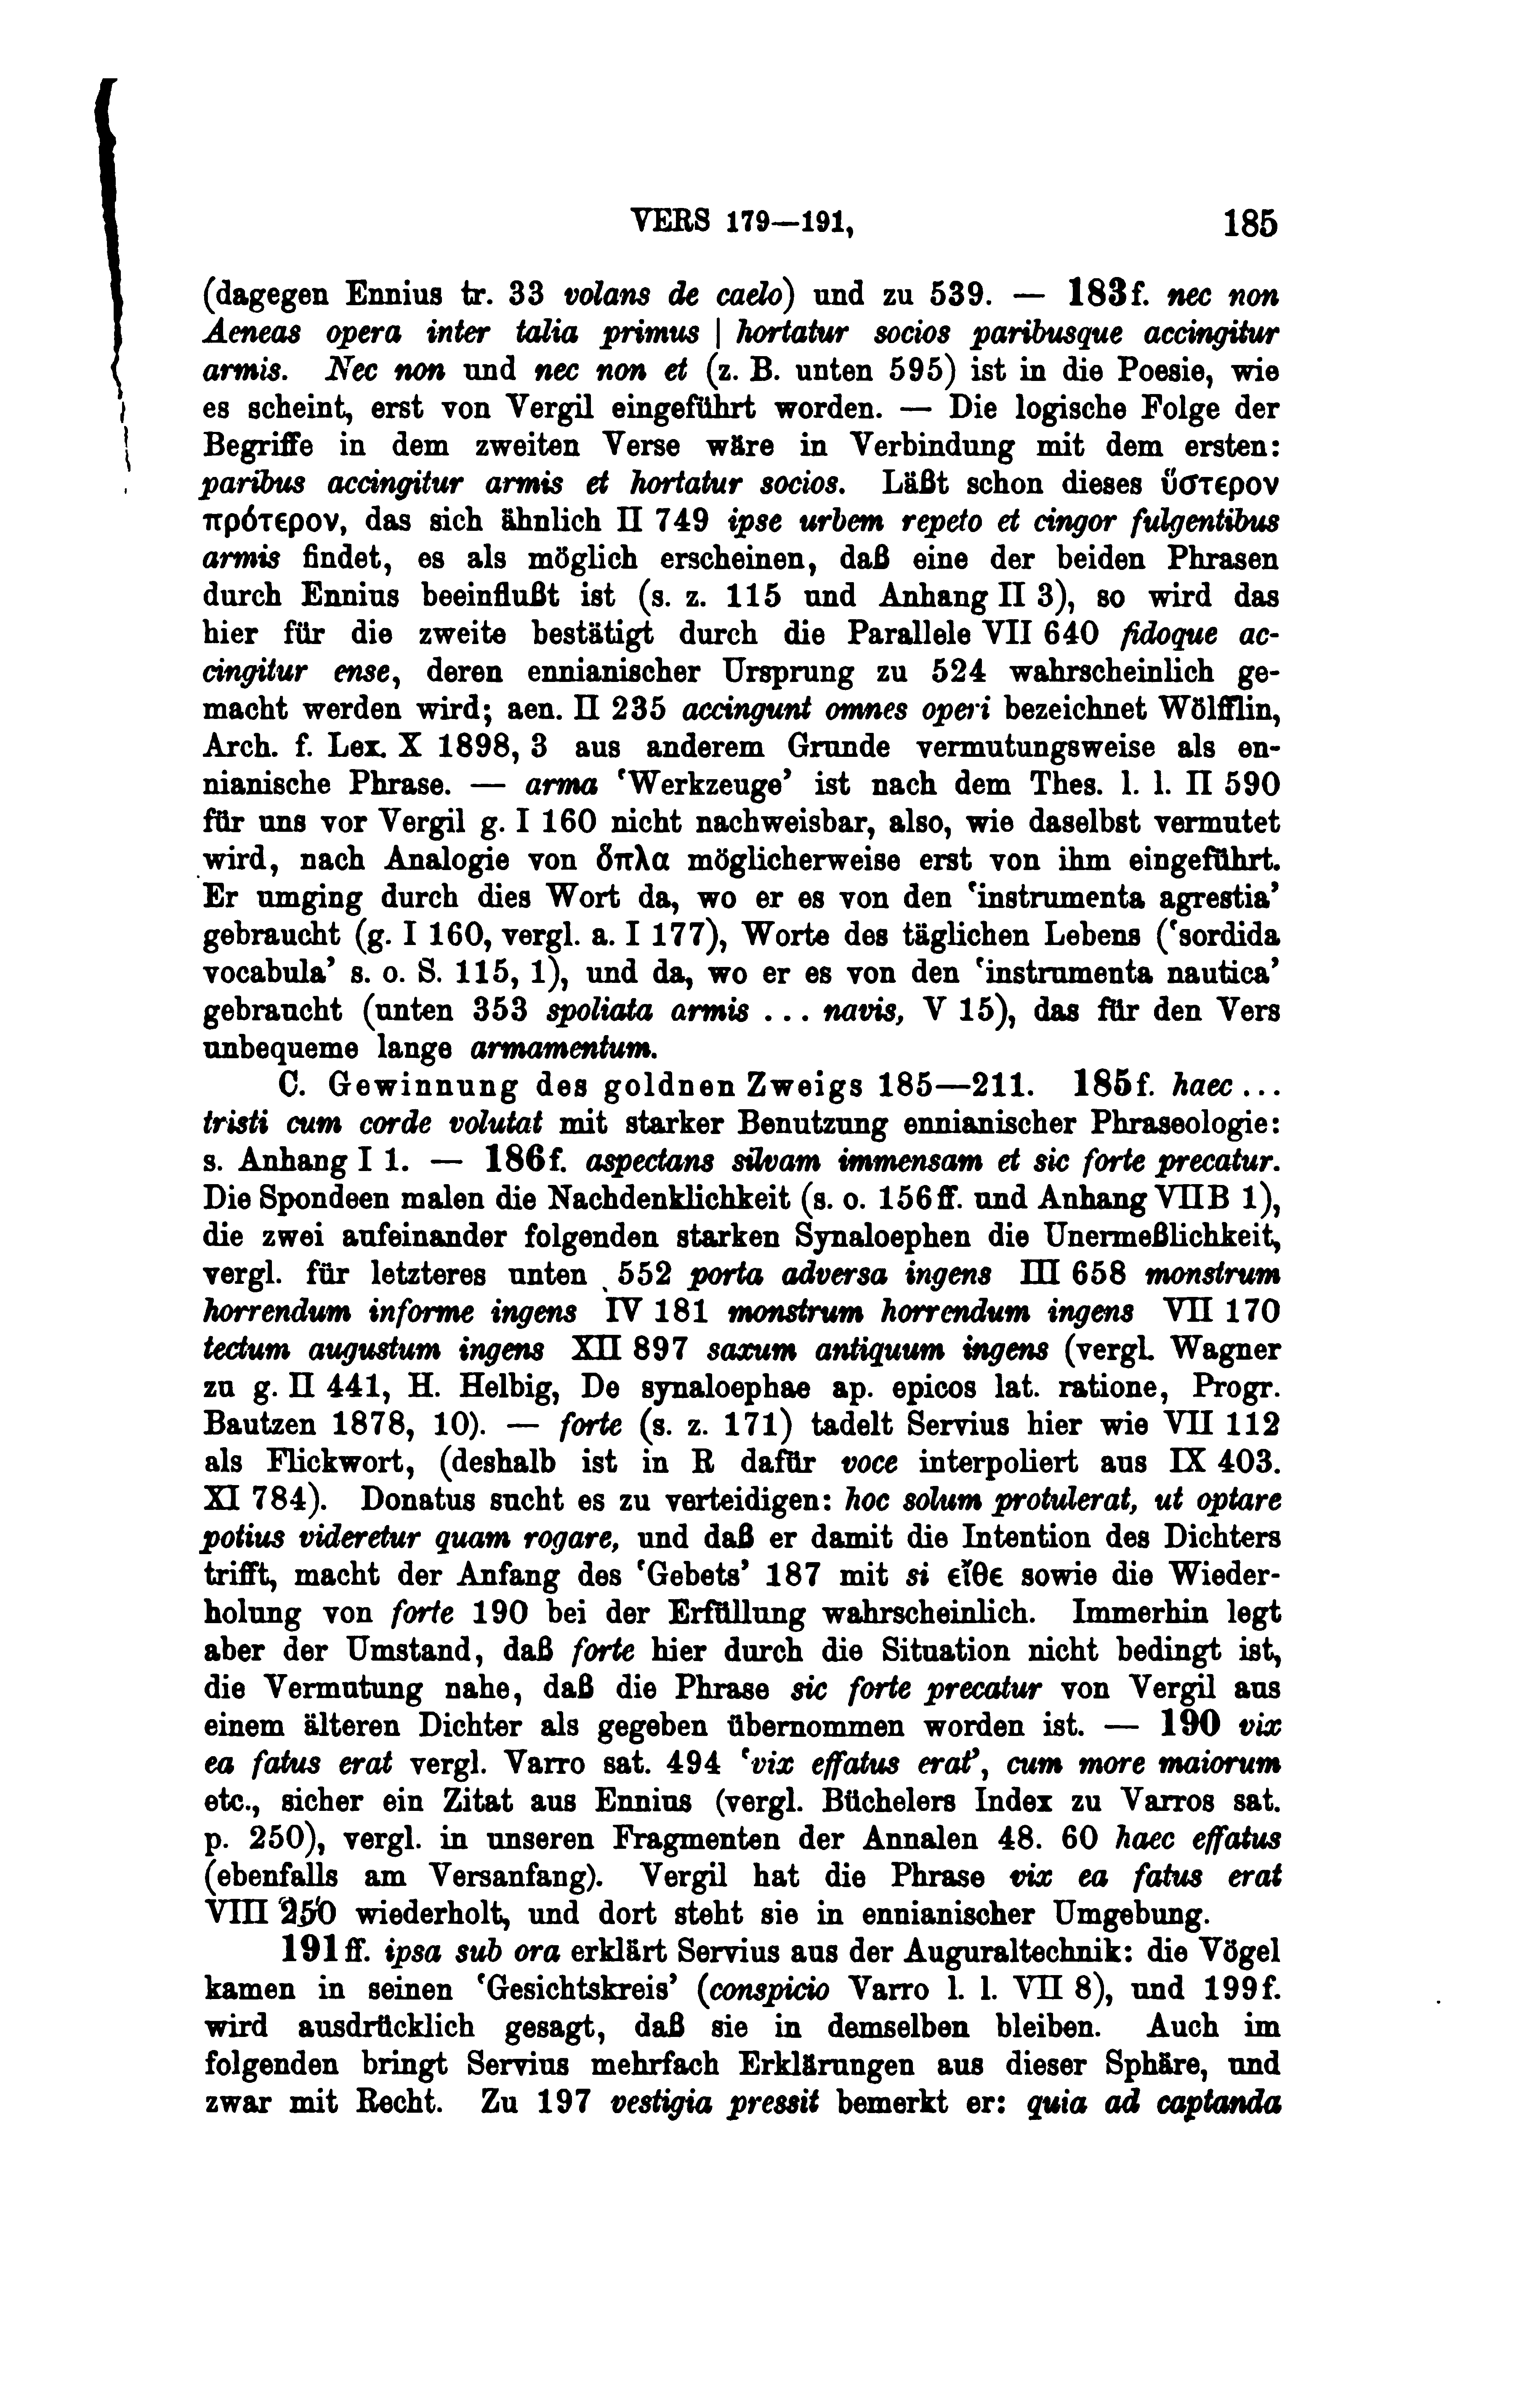 VERS 179—191, 185
(dagegen Ennius tr. 33 volans de caelo) und zu 539. — 183f. nec non
Aeneas opera inter talia primus | hortatur socios paribusque accingitur
armis. Nec non und nec non et (z. B. unten 595) ist in die Poesie, wie
es scheint, erst von Vergil eingeführt worden. — Die logische Folge der
Begriffe in dem zweiten Verse wäre in Verbindung mit dem ersten:
paribus accingitur armis et hortatur socios. Läßt schon dieses ὕστερον
πρότερον, das sich ähnlich II 749 ipse urbem repeto et cingor fulgentibus
armis findet, es als möglich erscheinen, daß eine der beiden Phrasen
durch Ennius beeinflußt ist (s. z. 115 und Anhang II 3), so wird das
hier für die zweite bestätigt durch die Parallele VII 640 fidoque ac-
cingitur ense, deren ennianischer Ursprung zu 524 wahrscheinlich ge-
macht werden wird; aen. II 235 accingunt omnes operi bezeichnet Wölfflin,
Arch. f. Lex. X 1898, 3 aus anderem Grunde vermutungsweise als en-
nianische Phrase. — arma ‘Werkzeuge’ ist nach dem Thes. l. l. II 590
für uns vor Vergil g. I 160 nicht nachweisbar, also, wie daselbst vermutet
wird, nach Analogie von ὅπλα möglicherweise erst von ihm eingeführt.
Er umging durch dies Wort da, wo er es von den ‘instrumenta agrestia’
gebraucht (g. I 160, vergl. a. I 177), Worte des täglichen Lebens (‘sordida
vocabula’ s. o. S. 115, 1), und da, wo er es von den ‘instrumenta nautica’
gebraucht (unten 353 spoliata armis ... navis, V 15), das für den Vers
unbequeme lange armamentum.
C. Gewinnung des goldnen Zweigs 185—211. 185f. haec ...
tristi cum corde volutat mit starker Benutzung ennianischer Phraseologie:
s. Anhang I 1. — 186f. aspectans silvam immensam et sic forte precatur.
Die Spondeen malen die Nachdenklichkeit (s. o. 156ff. und Anhang VII B 1),
die zwei aufeinander folgenden starken Synaloephen die Unermeßlichkeit,
vergl. für letzteres unten 552 porta adversa ingens III 658 monstrum
horrendum informe ingens IV 181 monstrum horrendum ingens VII 170
tectum augustum ingens XII 897 saxum antiquum ingens (vergl. Wagner
zu g. II 441, H. Helbig, De synaloephae ap. epicos lat. ratione, Progr.
Bautzen 1878, 10). — forte (s. z. 171) tadelt Servius hier wie VII 112
als Flickwort, (deshalb ist in R dafür voce interpoliert aus IX 403.
XI 784). Donatus sucht es zu verteidigen: hoc solum protulerat, ut optare
potius videretur quam rogare, und daß er damit die Intention des Dichters
trifft, macht der Anfang des ‘Gebets’ 187 mit si εἴθε sowie die Wieder-
holung von forte 190 bei der Erfüllung wahrscheinlich. Immerhin legt
aber der Umstand, daß forte hier durch die Situation nicht bedingt ist,
die Vermutung nahe, daß die Phrase sic forte precatur von Vergil aus
einem älteren Dichter als gegeben übernommen worden ist. — 190 vix
ea fatus erat vergl. Varro sat. 494 ‘vix effatus erat’, cum more maiorum
etc., sicher ein Zitat aus Ennius (vergl. Büchelers Index zu Varros sat.
p. 250), vergl. in unseren Fragmenten der Annalen 48. 60 haec effatus
(ebenfalls am Versanfang). Vergil hat die Phrase vix ea fatus erat
VIII 250 wiederholt, und dort steht sie in ennianischer Umgebung.
191ff. ipsa sub ora erklärt Servius aus der Auguraltechnik: die Vögel
kamen in seinen ‘Gesichtskreis’ (conspicio Varro l. l. VII 8), und 199f.
wird ausdrücklich gesagt, daß sie in demselben bleiben. Auch im
folgenden bringt Servius mehrfach Erklärungen aus dieser Sphäre, und
zwar mit Recht. Zu 197 vestigia pressit bemerkt er: quia ad captanda